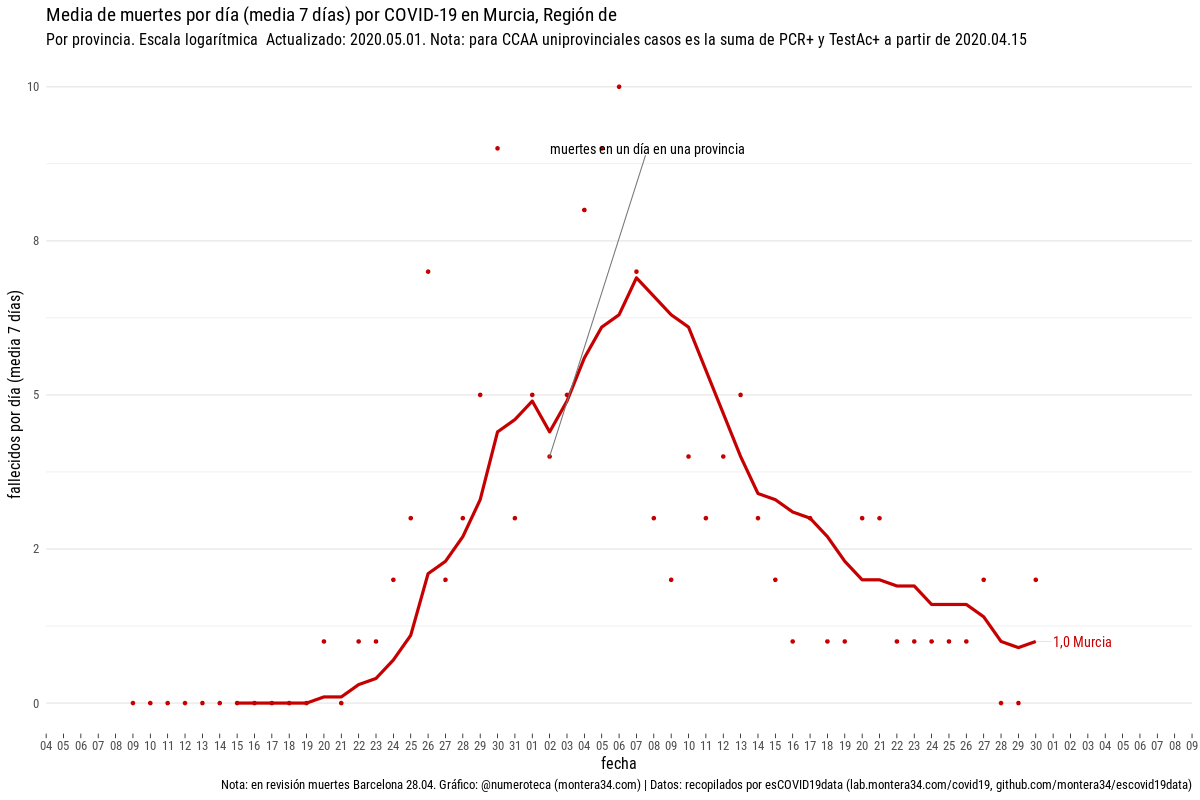 Media de muertes por día (media 7 días) por COVID-19 en Murcia, Región de
Por provincia. Escala logarítmica  Actualizado: 2020.05.01. Nota: para CCAA uniprovinciales casos es la suma de PCR+ y TestAc+ a partir de 2020.04.15
10
muertes en un día en una provincia
8
fallecidos por día (media 7 días)
5
2
1,0 Murcia
0
04 05 06 07 08 09 10 11 12 13 14 15 16 17 18 19 20 21 22 23 24 25 26 27 28 29 30 31 01 02 03 04 05 06 07 08 09 10 11 12 13 14 15 16 17 18 19 20 21 22 23 24 25 26 27 28 29 30 01 02 03 04 05 06 07 08 09
fecha
Nota: en revisión muertes Barcelona 28.04. Gráfico: @numeroteca (montera34.com) | Datos: recopilados por esCOVID19data (lab.montera34.com/covid19, github.com/montera34/escovid19data)